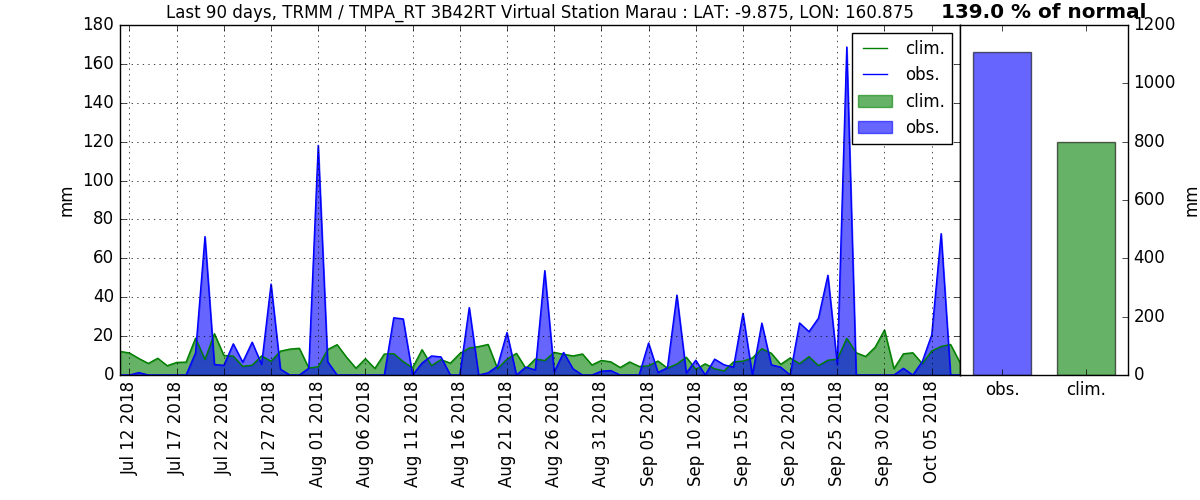 Last 90 days, TRMM / TMPA_RT 3B42RT Virtual Station Marau : LAT: -9.875, LON: 160.875
139.0 % of normal
180
160
140
120
100
80
60
40
20
0
mm
clim.
obs.
clim.
obs.
Jul 12 2018
Jul 17 2018
Jul 22 2018
Jul 27 2018
Aug 01 2018
Aug 06 2018
Aug 11 2018
Aug 16 2018
Aug 21 2018
Aug 26 2018
Aug 31 2018
Sep 05 2018
Sep 10 2018
Sep 15 2018
Sep 20 2018
Sep 25 2018
Sep 30 2018
Oct 05 2018
1200
1000
800
600
400
200
0
mm
obs.
clim.